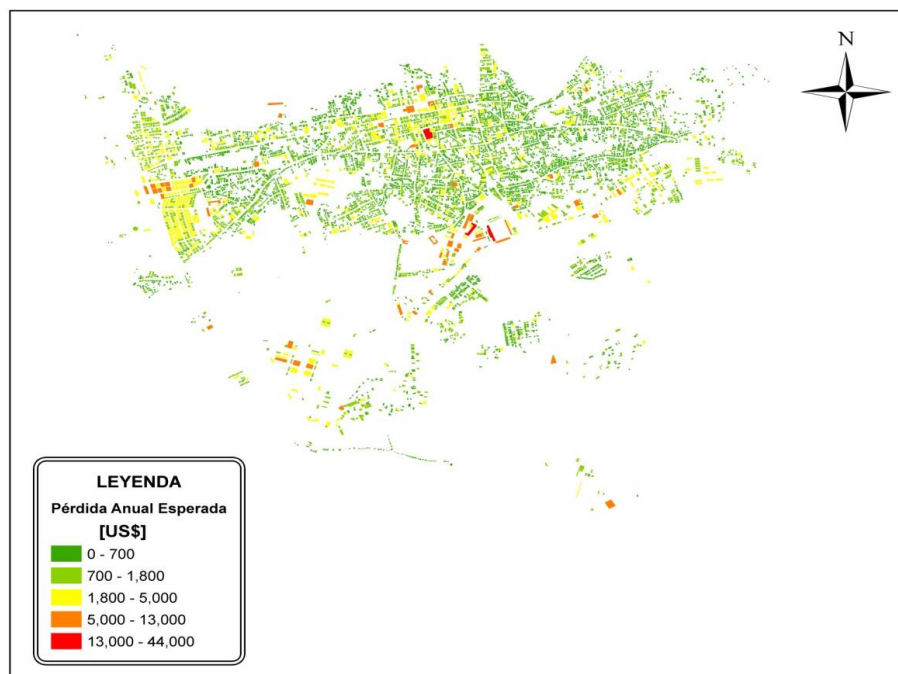 N
LEYENDA
Pérdida Anual Esperada
[US$]
0 - 700
700 - 1,800
1,800 - 5,000
5,000 - 13,000
13,000 - 44,000